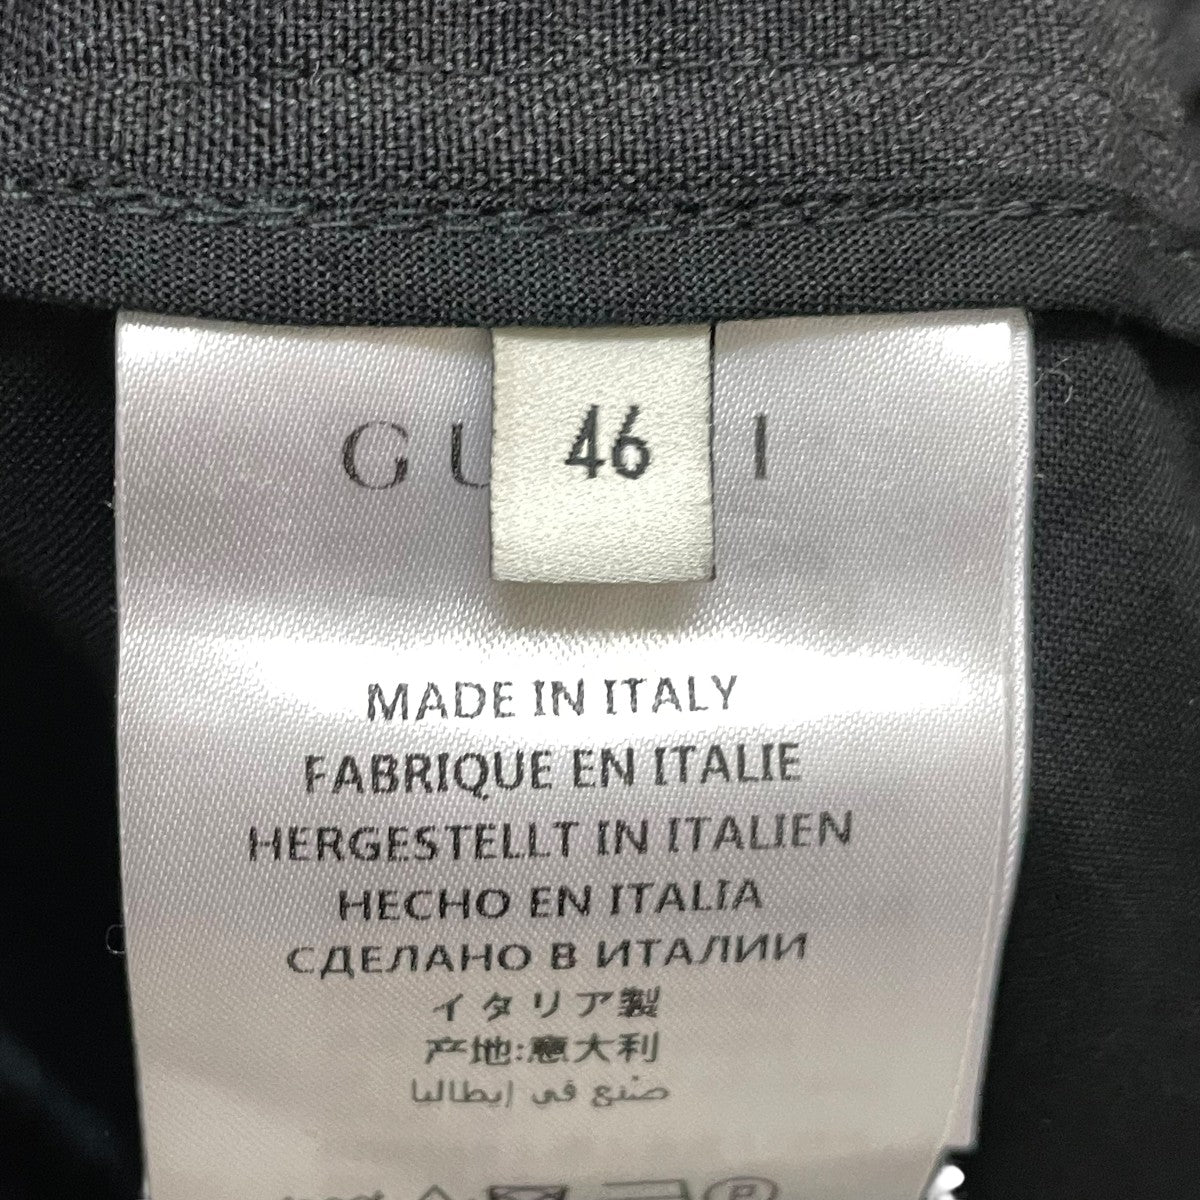 GU I
46
MADE IN ITALY
FABRIQUE EN ITALIE
HERGESTELLT IN ITALIEN
HECHO EN ITALIA
СДЕЛАНО В ИТАЛИИ
イタリア製
产地:意大利
صنع في إيطاليا